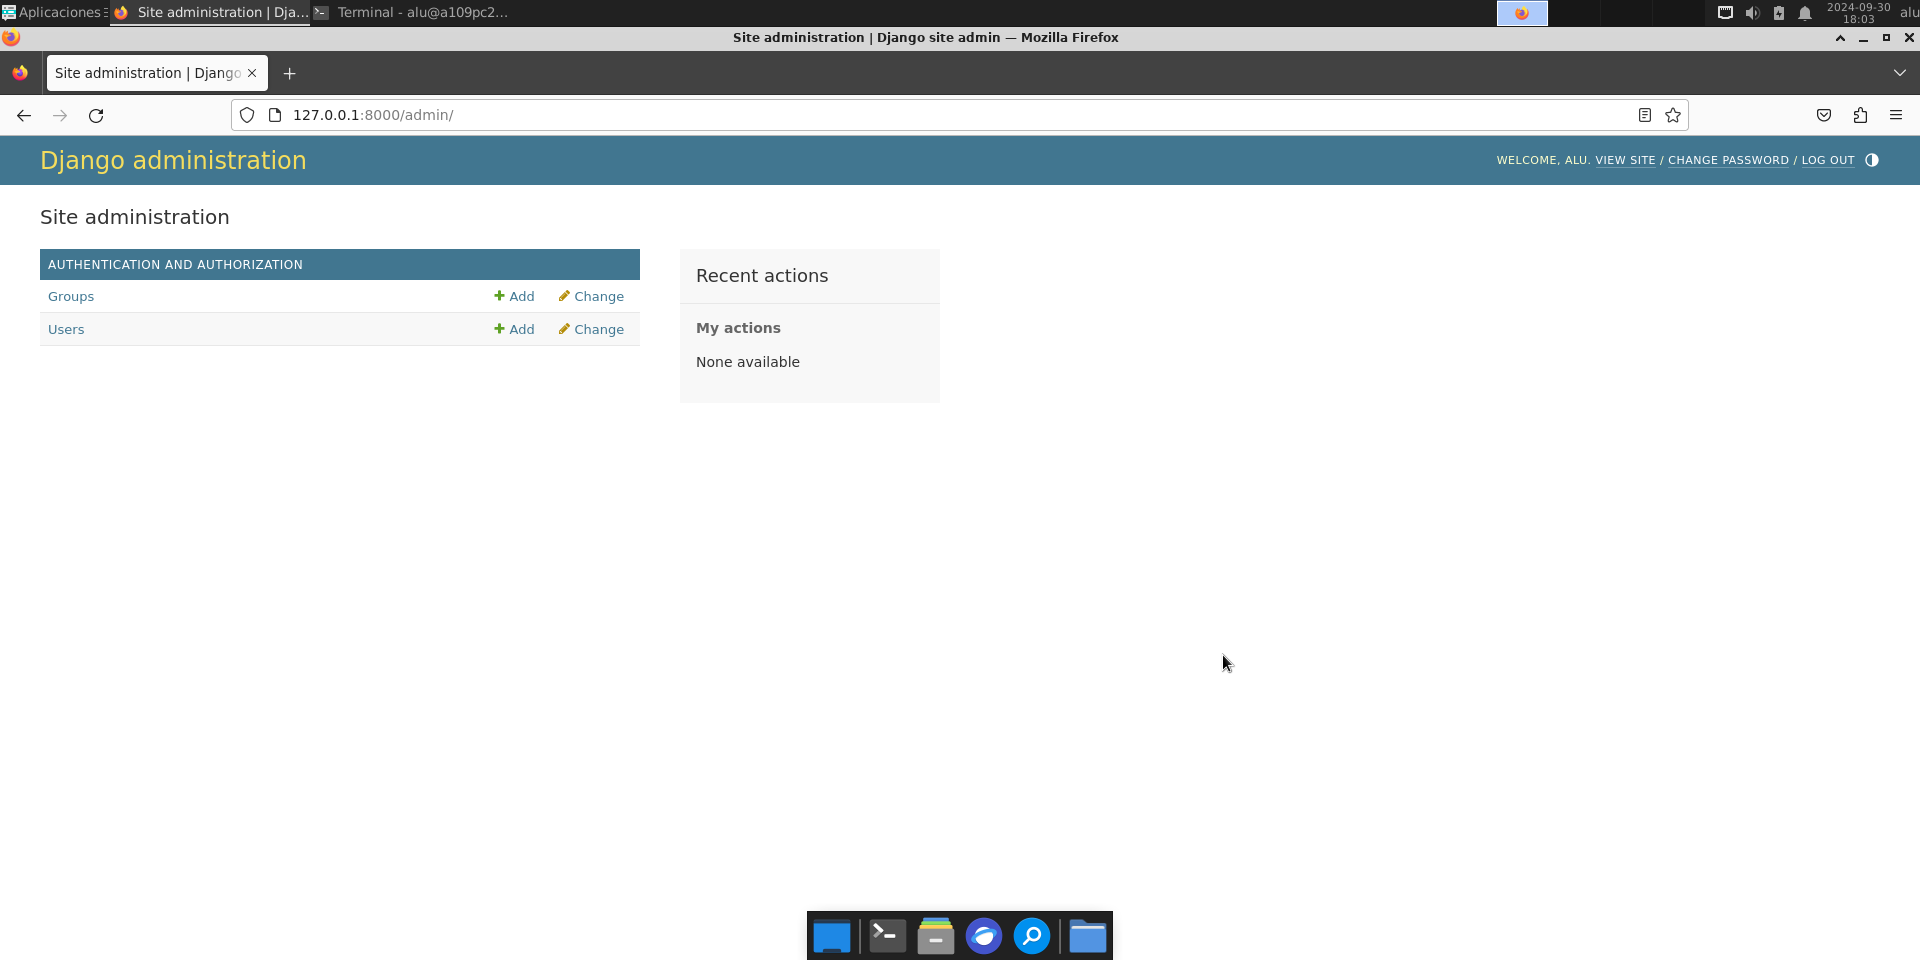 Aplicaciones
Site administration | Dja...
Terminal - alu@a109pc2...
2024-09-30
18:03
alu
Site administration | Django site admin — Mozilla Firefox
Site administration | Django
127.0.0.1:8000/admin/
Django administration
WELCOME, ALU. VIEW SITE / CHANGE PASSWORD / LOG OUT
Site administration
AUTHENTICATION AND AUTHORIZATION
Groups Add Change
Users Add Change
Recent actions
My actions
None available